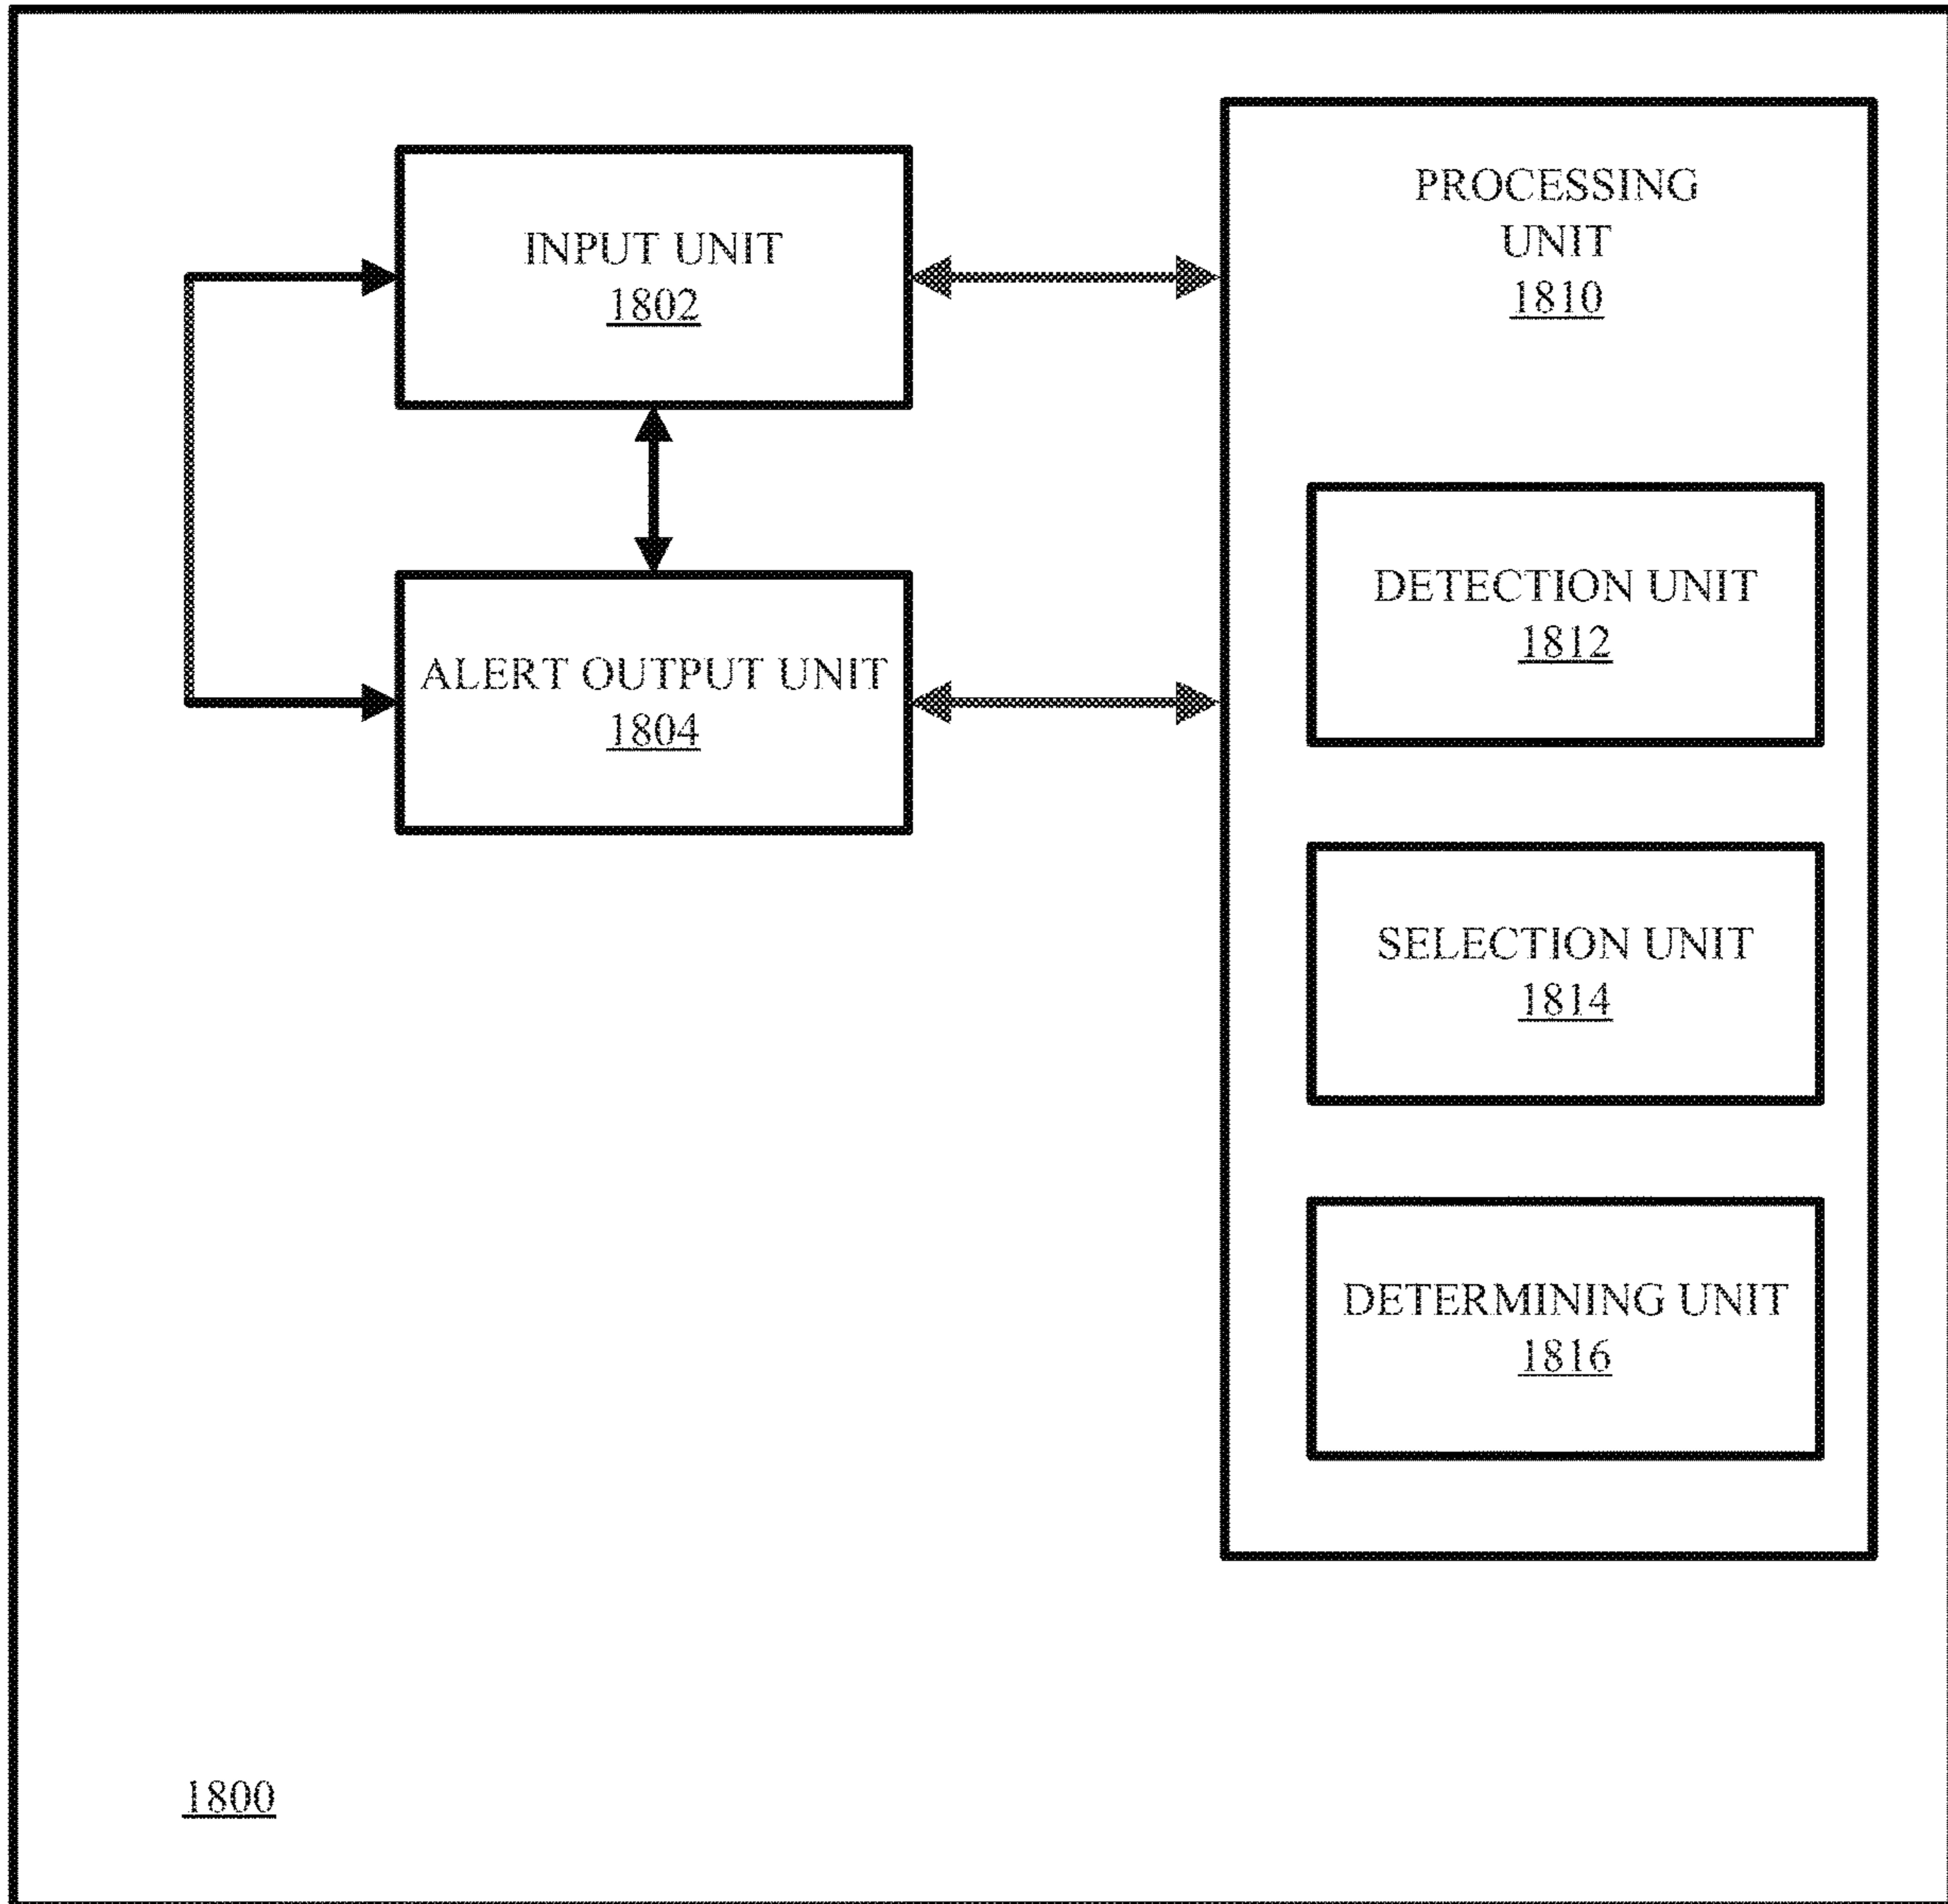 INPUT UNIT
1802
PROCESSING
UNIT
1810
ALERT OUTPUT UNIT
1804
DETECTION UNIT
1812
SELECTION UNIT
1814
DETERMINING UNIT
1816
1800